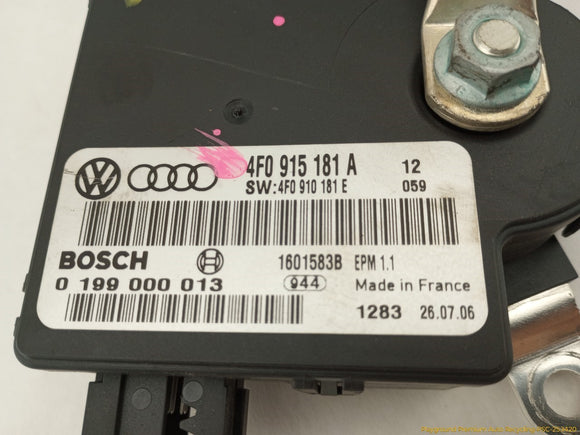 4F0 915 181 A 12
SW:4F0 910 181 E 059
BOSCH 1601583B EPM 1.1
0 199 000 013 944 Made in France
1283 26.07.06